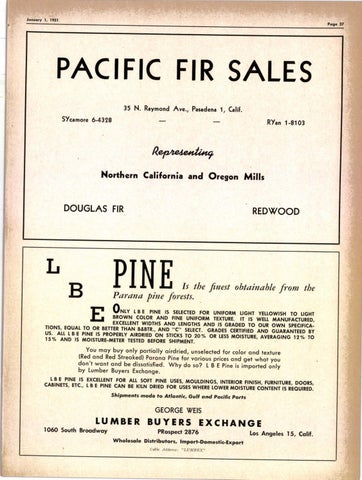 January 1, 1951
Page 37
PACIFIC FIR SALES
35 N. Raymond Ave., Pasadena 1, Calif.
SYcamore 6-4328 — — RYan 1-8103
Representing
Northern California and Oregon Mills
DOUGLAS FIR REDWOOD
LBE PINE Is the finest obtainable from the
Parana pine forests.
ONLY L B E PINE IS SELECTED FOR UNIFORM LIGHT YELLOWISH TO LIGHT
BROWN COLOR AND FINE UNIFORM TEXTURE. IT IS WELL MANUFACTURED,
EXCELLENT WIDTHS AND LENGTHS AND IS GRADED TO OUR OWN SPECIFICA-
TIONS, EQUAL TO OR BETTER THAN B&BTR., AND "C" SELECT. GRADES CERTIFIED AND GUARANTEED BY
US. ALL L B E PINE IS PROPERLY AIRDRIED ON STICKS TO 20% OR LESS MOISTURE, AVERAGING 12% TO
15% AND IS MOISTURE-METER TESTED BEFORE SHIPMENT.
You may buy only partially airdried, unselected for color and texture
(Red and Red Streaked) Parana Pine for various prices and get what you
don't want and be dissatisfied. Why do so? L B E Pine is imported only
by Lumber Buyers Exchange.
L B E PINE IS EXCELLENT FOR ALL SOFT PINE USES, MOULDINGS, INTERIOR FINISH, FURNITURE, DOORS,
CABINETS, ETC., L B E PINE CAN BE KILN DRIED FOR USES WHERE LOWER MOISTURE CONTENT IS REQUIRED.
Shipments made to Atlantic, Gulf and Pacific Ports
GEORGE WEIS
LUMBER BUYERS EXCHANGE
1060 South Broadway PRospect 2876 Los Angeles 15, Calif.
Wholesale Distributors, Import-Domestic-Export
Cable Address: "LUMBEX"